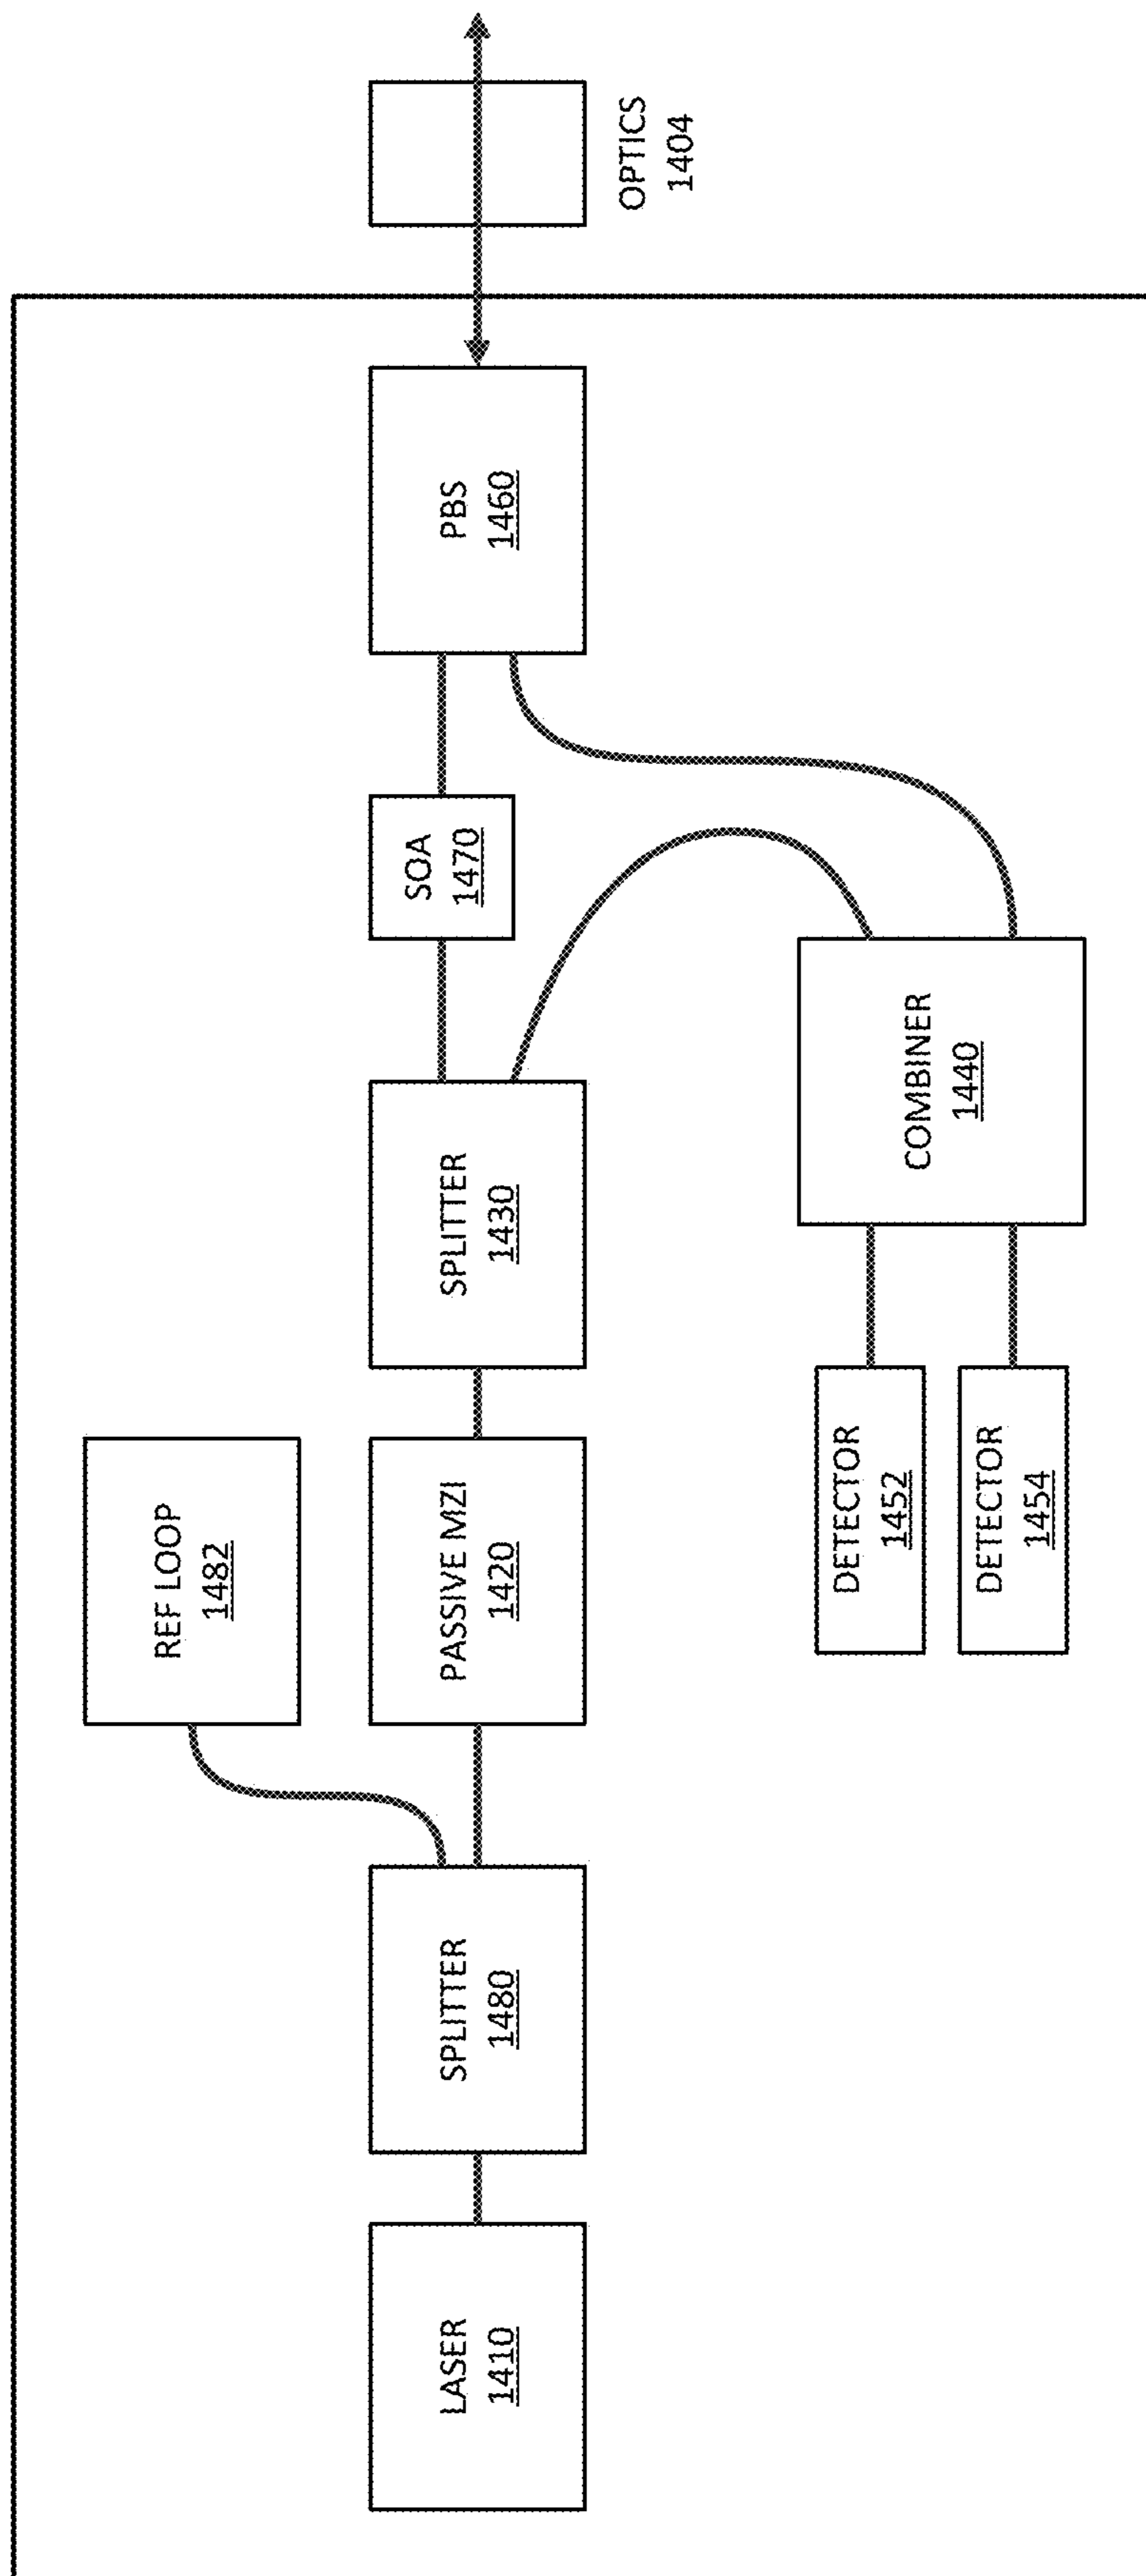 REF LOOP
1482
LASER
1410
SPLITTER
1480
PASSIVE MZI
1420
SPLITTER
1430
SOA
1470
PBS
1460
OPTICS
1404
DETECTOR
1452
DETECTOR
1454
COMBINER
1440